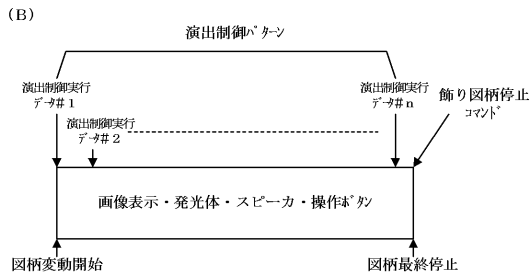 (B)
演出制御ﾊﾟﾀｰﾝ
演出制御実行
ﾃﾞｰﾀ＃１
演出制御実行
ﾃﾞｰﾀ＃２
演出制御実行
ﾃﾞｰﾀ＃n
飾り図柄停止
ｺﾏﾝﾄﾞ
画像表示・発光体・スピーカ・操作ﾎﾞﾀﾝ
図柄変動開始
図柄最終停止